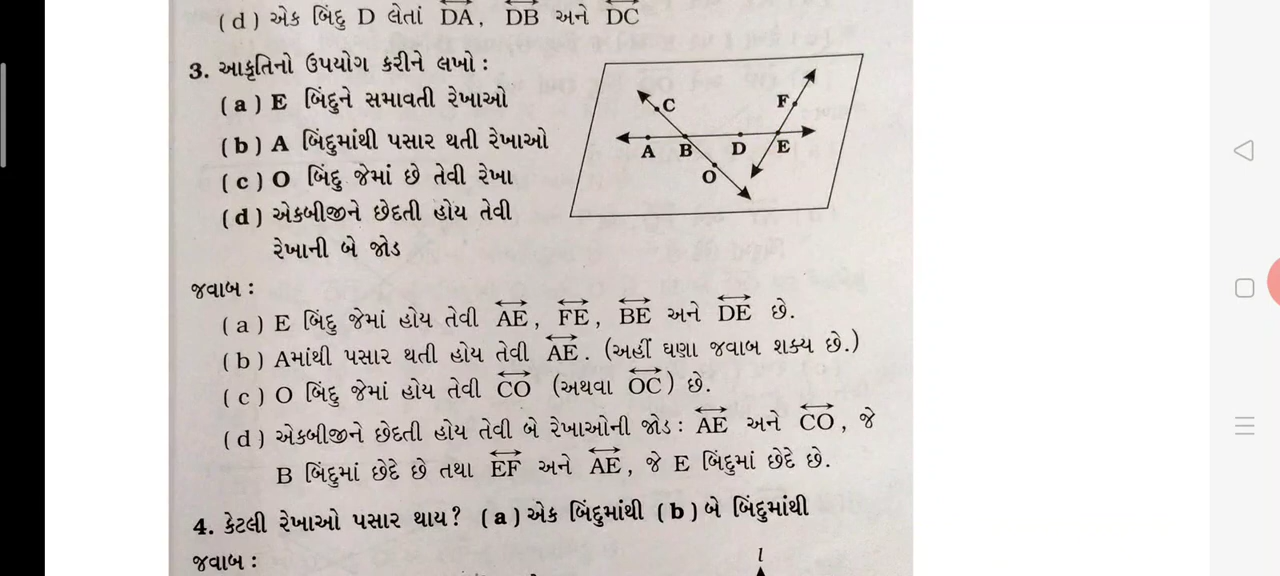 (d) એક બિંદુ D લેતાં DA, DB અને DC
3. આકૃતિનો ઉપયોગ કરીને લખો :
(a) E બિંદુને સમાવતી રેખાઓ
(b) A બિંદુમાંથી પસાર થતી રેખાઓ
(c) O બિંદુ જેમાં છે તેવી રેખા
(d) એકબીજીને છેદતી હોય તેવી
રેખાની બે જોડ
C
F
A B D E
O
જવાબ :
(a) E બિંદુ જેમાં હોય તેવી AE, FE, BE અને DE છે.
(b) Aમાંથી પસાર થતી હોય તેવી AE. (અહીં ઘણા જવાબ શક્ય છે.)
(c) O બિંદુ જેમાં હોય તેવી CO (અથવા OC) છે.
(d) એકબીજીને છેદતી હોય તેવી બે રેખાઓની જોડ : AE અને CO, જે
B બિંદુમાં છેદે છે તથા EF અને AE, જે E બિંદુમાં છેદે છે.
4. કેટલી રેખાઓ પસાર થાય? (a) એક બિંદુમાંથી (b) બે બિંદુમાંથી
જવાબ :
l